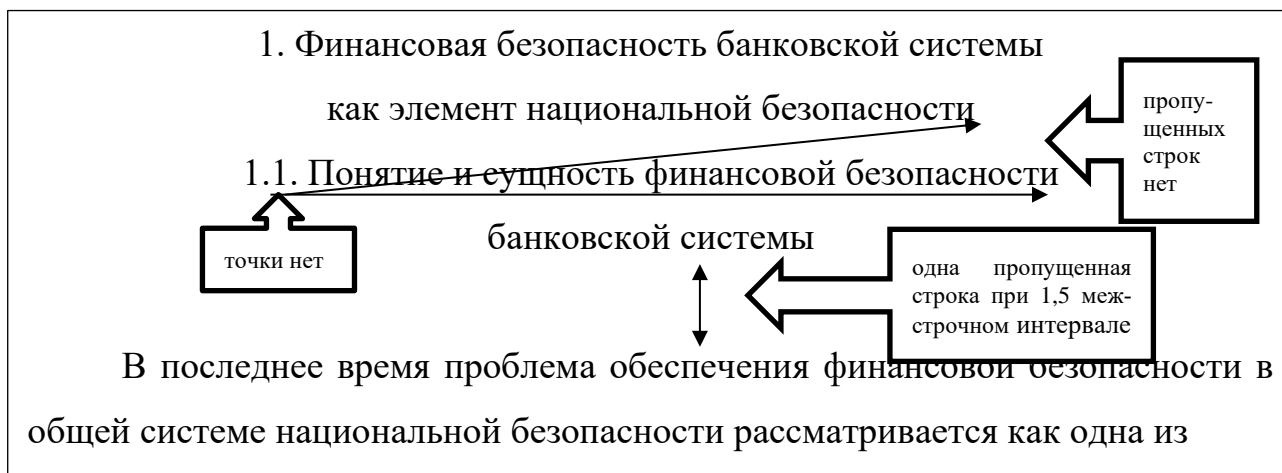 1. Финансовая безопасность банковской системы
как элемент национальной безопасности
пропу-
щенных
строк
нет
1.1. Понятие и сущность финансовой безопасности
банковской системы
точки нет
одна пропущенная
строка при 1,5 меж-
строчном интервале
В последнее время проблема обеспечения финансовой безопасности в
общей системе национальной безопасности рассматривается как одна из